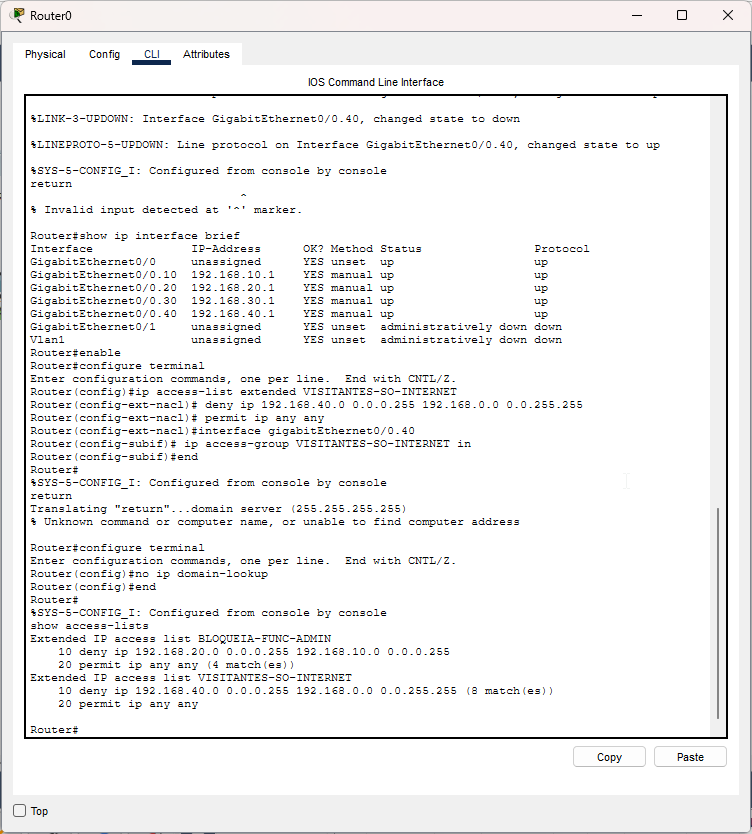 Router0
Physical Config CLI Attributes
IOS Command Line Interface
%LINK-3-UPDOWN: Interface GigabitEthernet0/0.40, changed state to down
%LINEPROTO-5-UPDOWN: Line protocol on Interface GigabitEthernet0/0.40, changed state to up
%SYS-5-CONFIG_I: Configured from console by console
return
^
% Invalid input detected at '^' marker.
Router#show ip interface brief
Interface IP-Address OK? Method Status Protocol
GigabitEthernet0/0 unassigned YES unset up up
GigabitEthernet0/0.10 192.168.10.1 YES manual up up
GigabitEthernet0/0.20 192.168.20.1 YES manual up up
GigabitEthernet0/0.30 192.168.30.1 YES manual up up
GigabitEthernet0/0.40 192.168.40.1 YES manual up up
GigabitEthernet0/1 unassigned YES unset administratively down down
Vlan1 unassigned YES unset administratively down down
Router#enable
Router#configure terminal
Enter configuration commands, one per line. End with CNTL/Z.
Router(config)#ip access-list extended VISITANTES-SO-INTERNET
Router(config-ext-nacl)# deny ip 192.168.40.0 0.0.0.255 192.168.0.0 0.0.255.255
Router(config-ext-nacl)# permit ip any any
Router(config-ext-nacl)#interface gigabitEthernet0/0.40
Router(config-subif)# ip access-group VISITANTES-SO-INTERNET in
Router(config-subif)#end
Router#
%SYS-5-CONFIG_I: Configured from console by console
return
Translating "return"...domain server (255.255.255.255)
% Unknown command or computer name, or unable to find computer address
Router#configure terminal
Enter configuration commands, one per line. End with CNTL/Z.
Router(config)#no ip domain-lookup
Router(config)#end
Router#
%SYS-5-CONFIG_I: Configured from console by console
show access-lists
Extended IP access list BLOQUEIA-FUNC-ADMIN
10 deny ip 192.168.20.0 0.0.0.255 192.168.10.0 0.0.0.255
20 permit ip any any (4 match(es))
Extended IP access list VISITANTES-SO-INTERNET
10 deny ip 192.168.40.0 0.0.0.255 192.168.0.0 0.0.255.255 (8 match(es))
20 permit ip any any
Router#
Copy Paste
Top